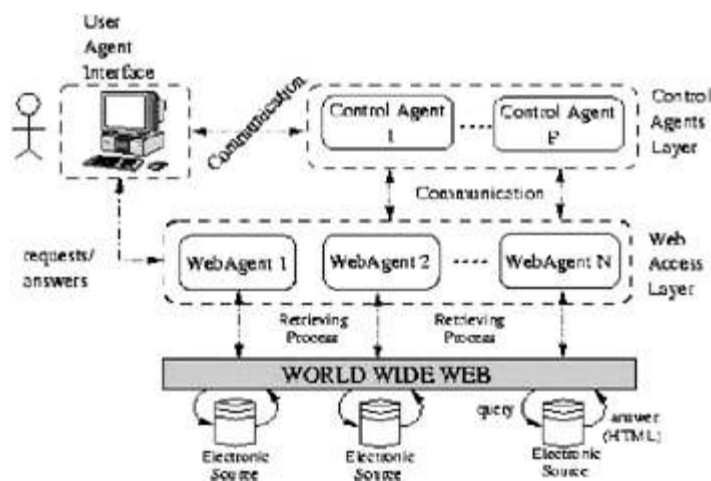 User
Agent
Interface
Communication
Control Agent
1
Control Agent
P
Control
Agents
Layer
Communication
requests/
answers
WebAgent 1
WebAgent 2
WebAgent N
Web
Access
Layer
Retrieving
Process
Retrieving
Process
WORLD WIDE WEB
query
answer
(HTML)
Electronic
Source
Electronic
Source
Electronic
Source